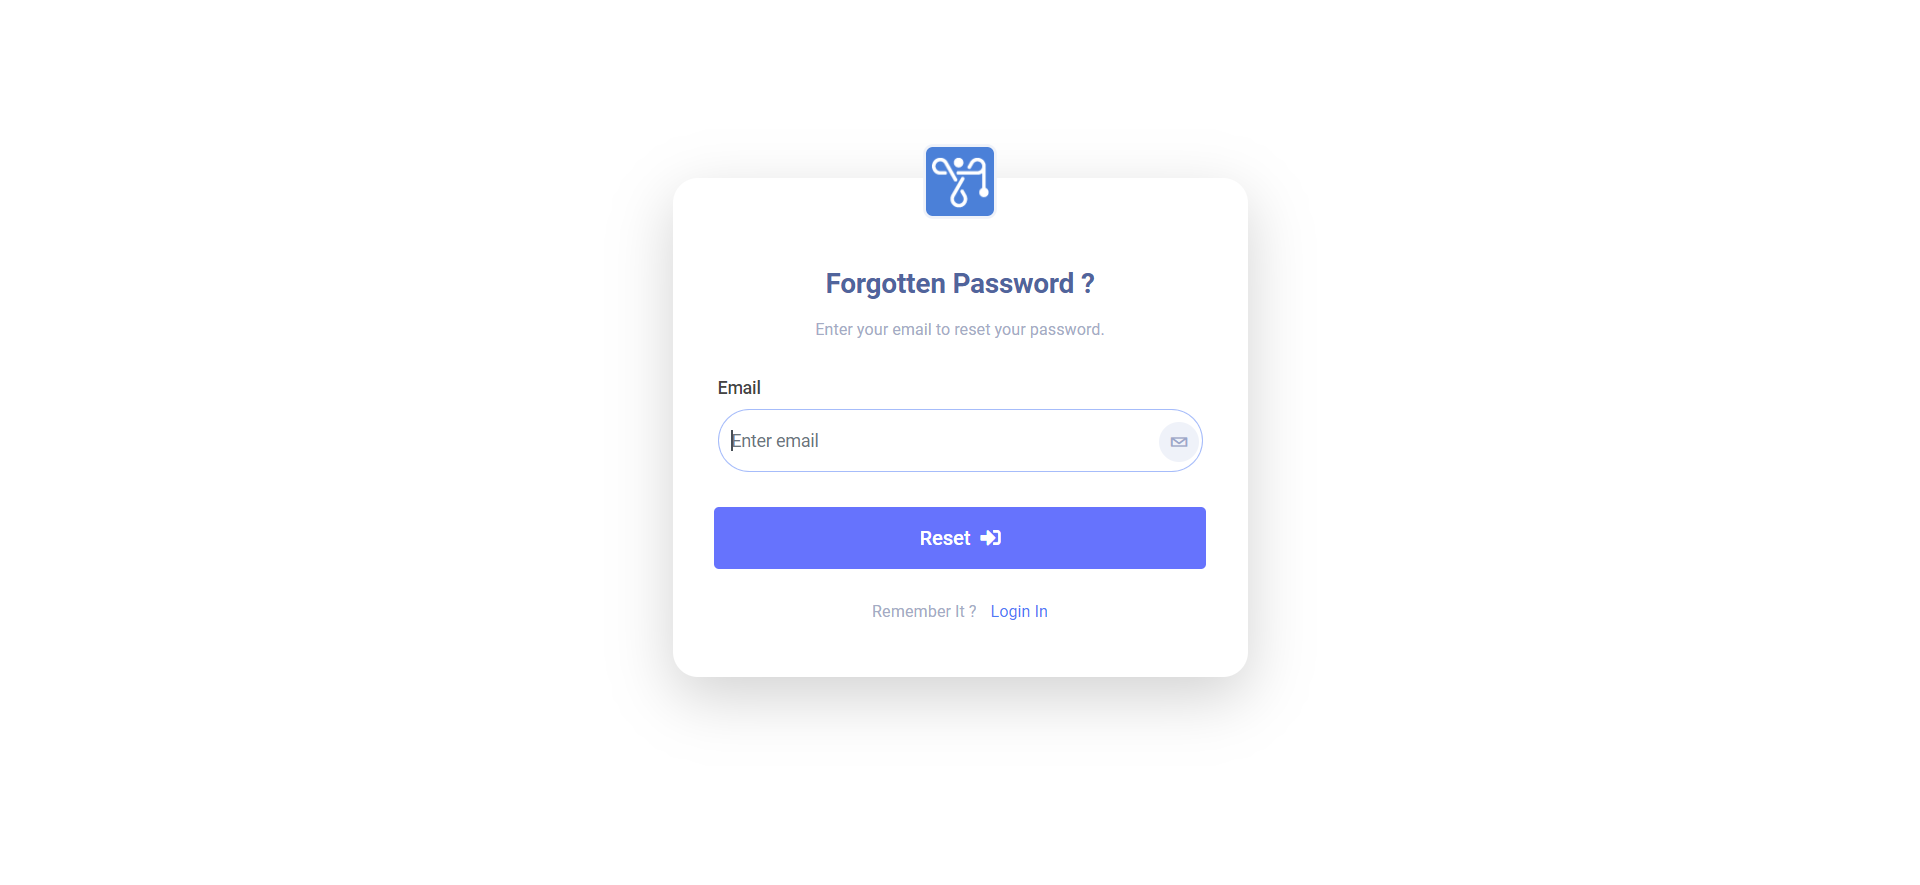 Forgotten Password ?
Enter your email to reset your password.
Email
Enter email
Reset
Remember It ? Login In